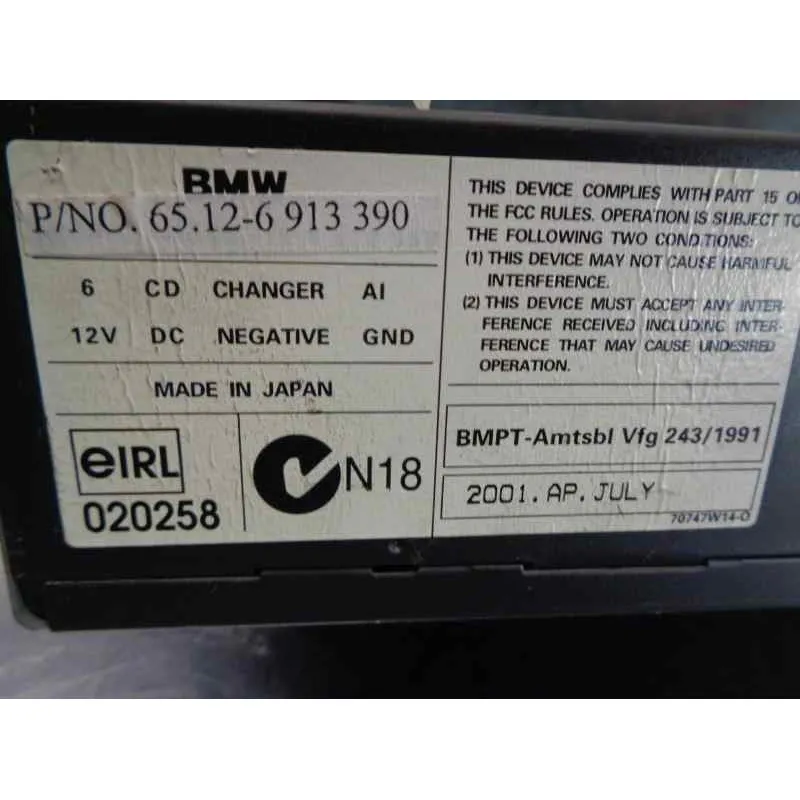 BMW
P/NO. 65.12-6 913 390
6 CD CHANGER AI
12V DC NEGATIVE GND
MADE IN JAPAN
eIRL
020258
N18
THIS DEVICE COMPLIES WITH PART 15 O
THE FCC RULES. OPERATION IS SUBJECT TO
THE FOLLOWING TWO CONDITIONS:
(1) THIS DEVICE MAY NOT CAUSE HARMFUL
INTERFERENCE.
(2) THIS DEVICE MUST ACCEPT ANY INTER-
FERENCE RECEIVED INCLUDING INTER-
FERENCE THAT MAY CAUSE UNDESIRED
OPERATION.
BMPT-Amtsbl Vfg 243/1991
2001. AP. JULY
70747W14-O